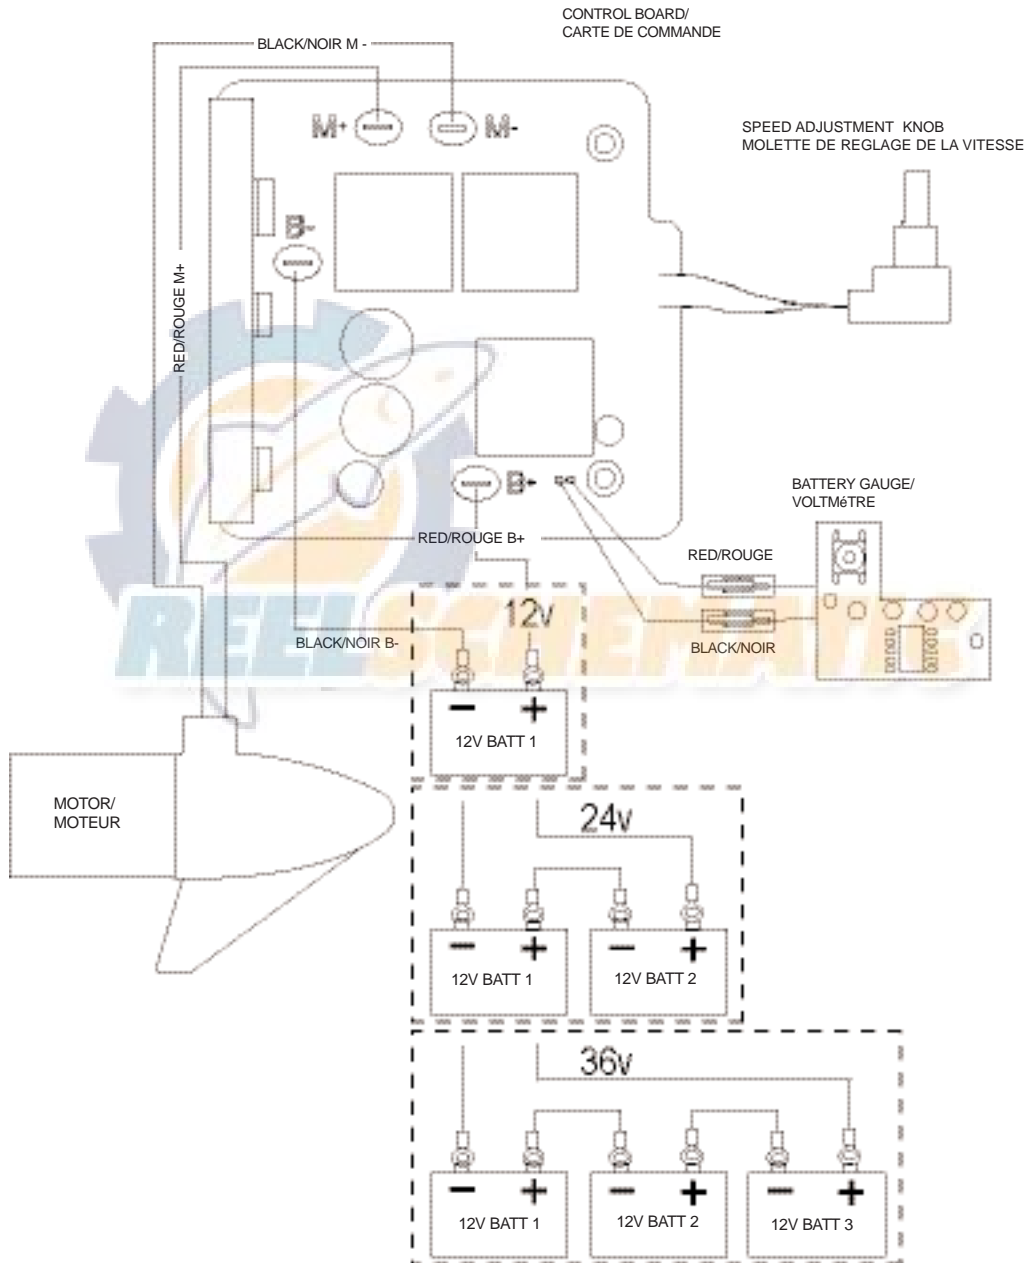 CONTROL BOARD/
CARTE DE COMMANDE
BLACK/NOIR M -
M+
M-
SPEED ADJUSTMENT KNOB
MOLETTE DE REGLAGE DE LA VITESSE
B-
RED/ROUGE M+
B+
BATTERY GAUGE/
VOLTMéTRE
RED/ROUGE B+
RED/ROUGE
12v
REELSCHEMATIC
BLACK/NOIR B-
BLACK/NOIR
- +
12V BATT 1
MOTOR/
MOTEUR
24v
- + - +
12V BATT 1
12V BATT 2
36v
- + - + - +
12V BATT 1
12V BATT 2
12V BATT 3